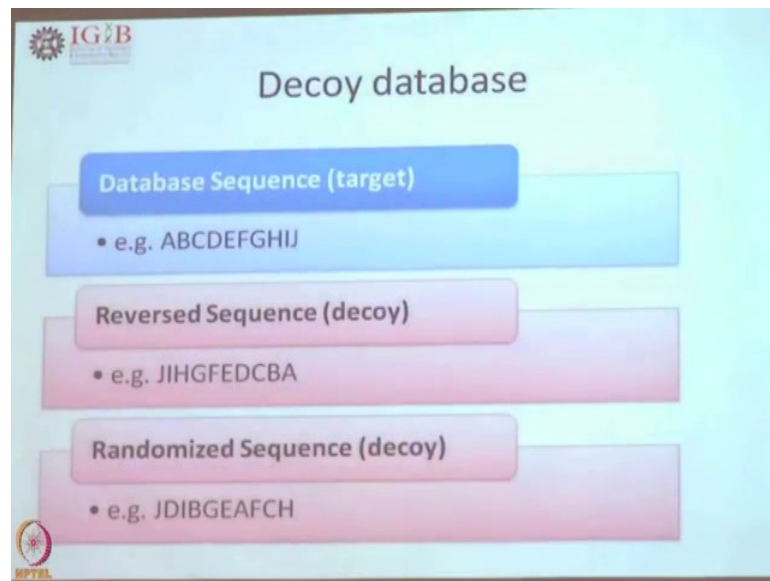 IGIB
Decoy database
Database Sequence (target)
• e.g. ABCDEFGHIJ
Reversed Sequence (decoy)
• e.g. JIHGFEDCBA
Randomized Sequence (decoy)
• e.g. JDIBGEAFCH
NPTEL